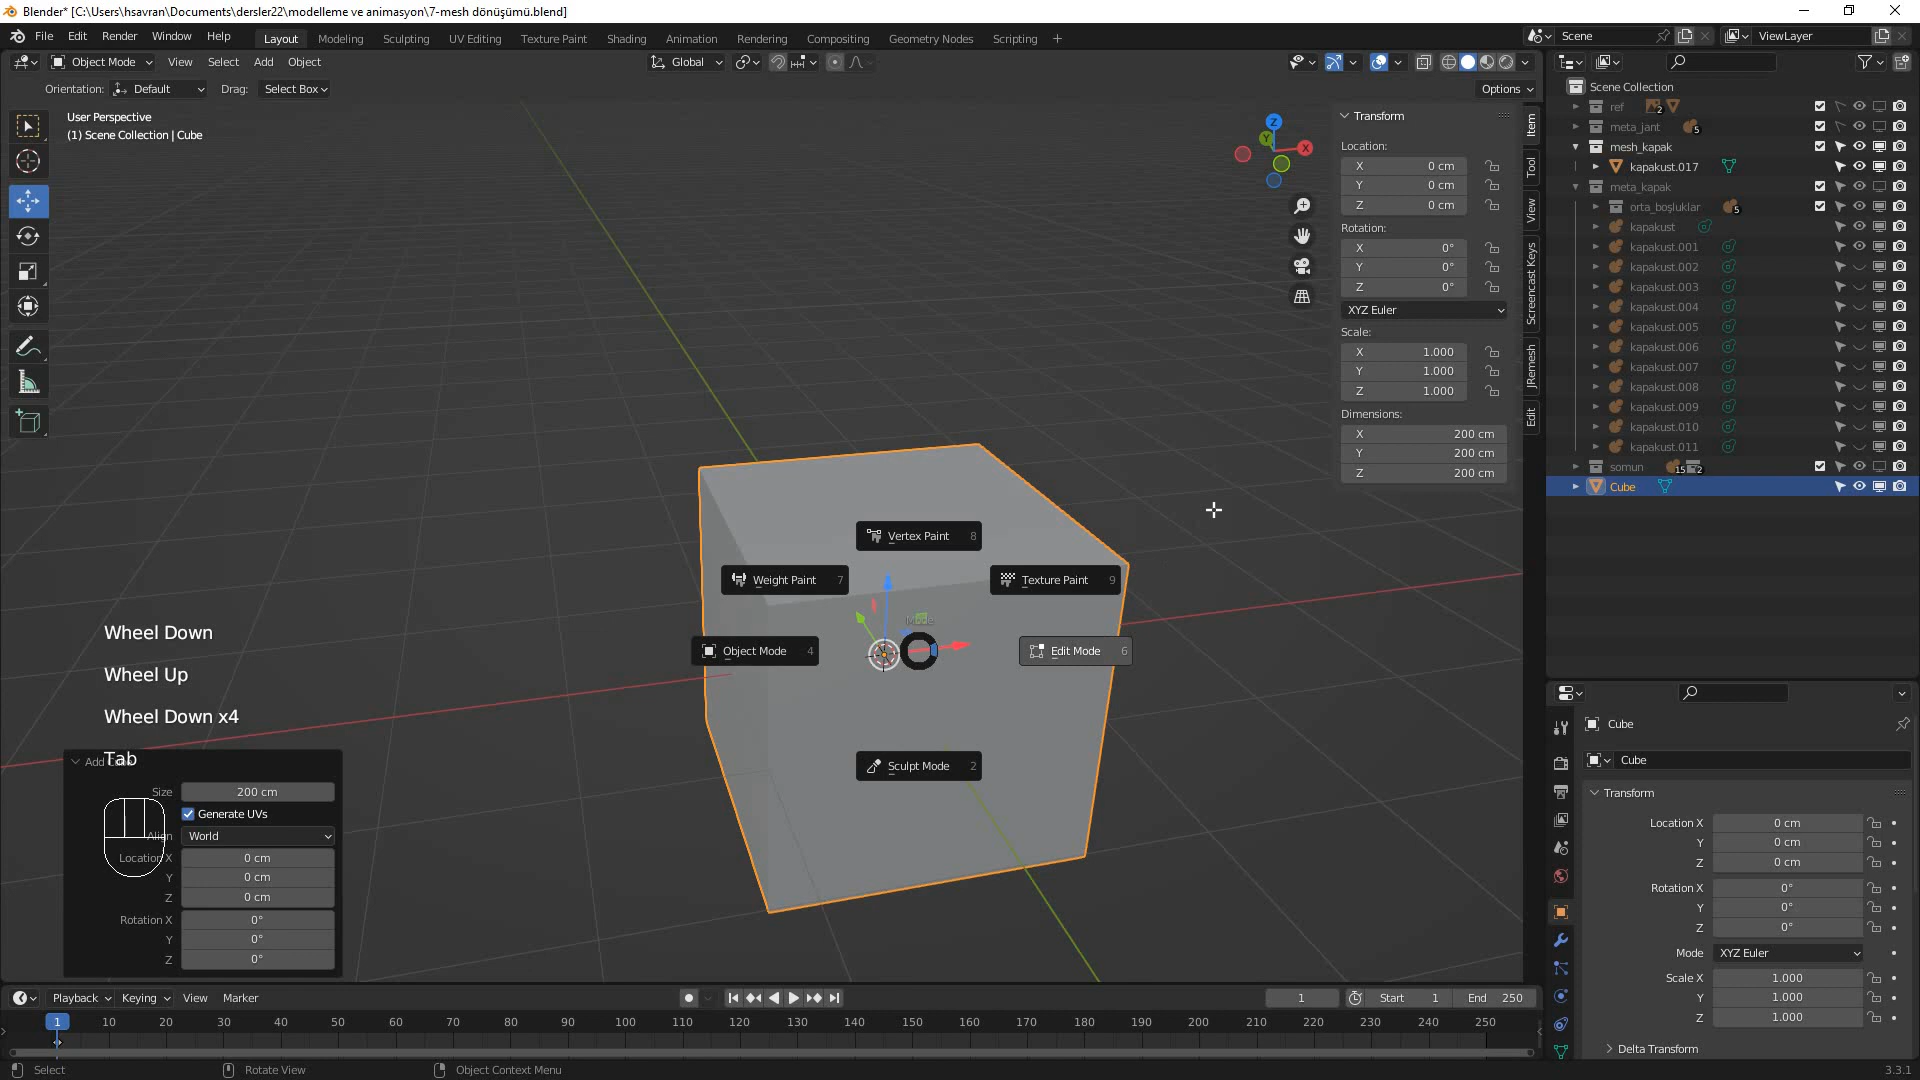 Blender* [C:\Users\hsavran\Documents\dersler22\modelleme ve animasyon\7-mesh dönüşümü.blend]
File Edit Render Window Help Layout Modeling Sculpting UV Editing Texture Paint Shading Animation Rendering Compositing Geometry Nodes Scripting + Scene ViewLayer
Object Mode View Select Add Object Global
Orientation: Default Drag: Select Box Options
User Perspective
(1) Scene Collection | Cube
Transform
Location:
X 0 cm
Y 0 cm
Z 0 cm
Rotation:
X 0°
Y 0°
Z 0°
XYZ Euler
Scale:
X 1.000
Y 1.000
Z 1.000
Dimensions:
X 200 cm
Y 200 cm
Z 200 cm
Item
Tool
View
Screencast Keys
JRemesh
Edit
Z
Y
X
Scene Collection
ref 2
meta_jant 5
mesh_kapak
kapakust.017
meta_kapak
orta_boşluklar 5
kapakust
kapakust.001
kapakust.002
kapakust.003
kapakust.004
kapakust.005
kapakust.006
kapakust.007
kapakust.008
kapakust.009
kapakust.010
kapakust.011
somun 15 2
Cube
Vertex Paint 8
Weight Paint 7
Texture Paint 9
Mode
Object Mode 4
Edit Mode 6
Sculpt Mode 2
Wheel Down
Wheel Up
Wheel Down x4
Tab
Add
Size 200 cm
Generate UVs
Align World
Location X 0 cm
Y 0 cm
Z 0 cm
Rotation X 0°
Y 0°
Z 0°
Cube
Cube
Transform
Location X 0 cm
Y 0 cm
Z 0 cm
Rotation X 0°
Y 0°
Z 0°
Mode XYZ Euler
Scale X 1.000
Y 1.000
Z 1.000
Delta Transform
Playback Keying View Marker 1 Start 1 End 250
1 10 20 30 40 50 60 70 80 90 100 110 120 130 140 150 160 170 180 190 200 210 220 230 240 250
Select Rotate View Object Context Menu 3.3.1